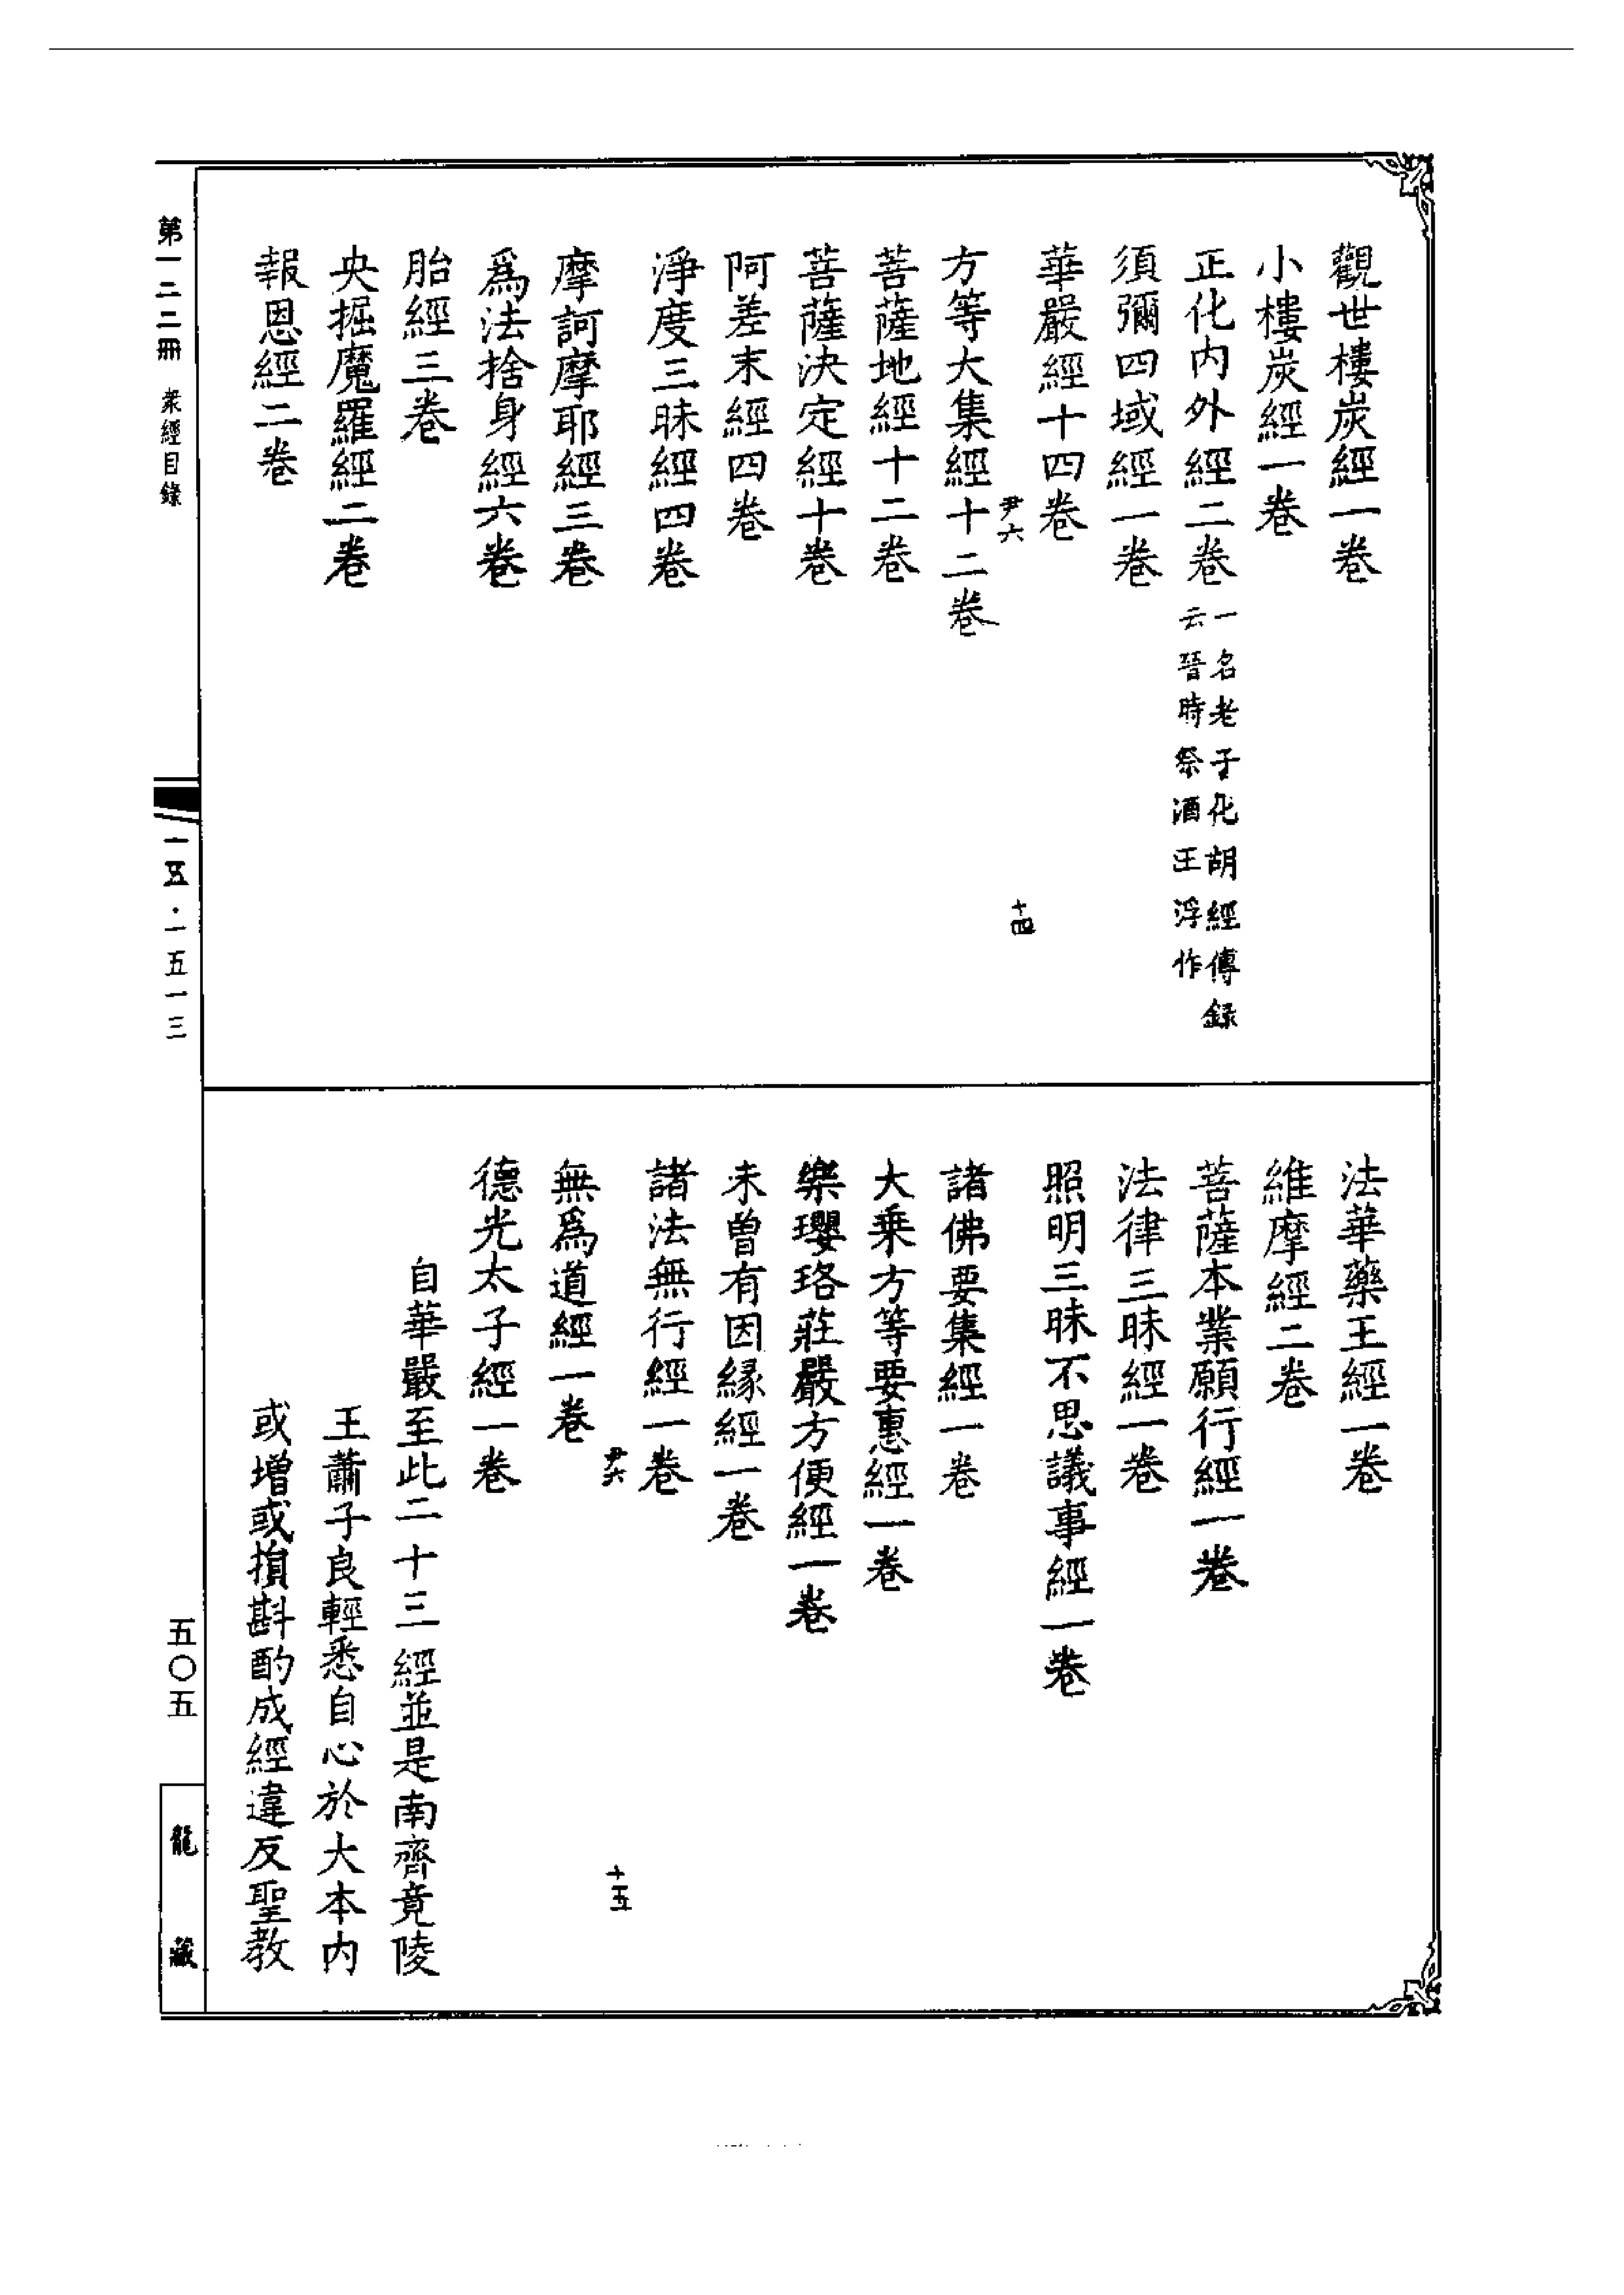 觀世樓炭經一卷
小樓炭經一卷
正化内外經二卷一名老子化胡經傳錄
云晉時祭酒王浮作
須彌四域經一卷
華嚴經十四卷
尹六
十四
方等大集經十二卷
菩薩地經十二卷
菩薩決定經十卷
阿差末經四卷
淨度三昧經四卷
摩訶摩耶經三卷
爲法捨身經六卷
胎經三卷
央掘魔羅經二卷
報恩經二卷
法華藥王經一卷
維摩經二卷
菩薩本業願行經一卷
法律三昧經一卷
照明三昧不思議事經一卷
諸佛要集經一卷
大乗方等要惠經一卷
樂瓔珞莊嚴方便經一卷
未曾有因緣經一卷
諸法無行經一卷
尹六
十五
無爲道經一卷
德光太子經一卷
自華嚴至此二十三經並是南齊竟陵
王蕭子良輕悉自心於大本内
或增或損斟酌成經違反聖教
第一二二冊 衆經目錄
一五·一五一三
五〇五
龍藏